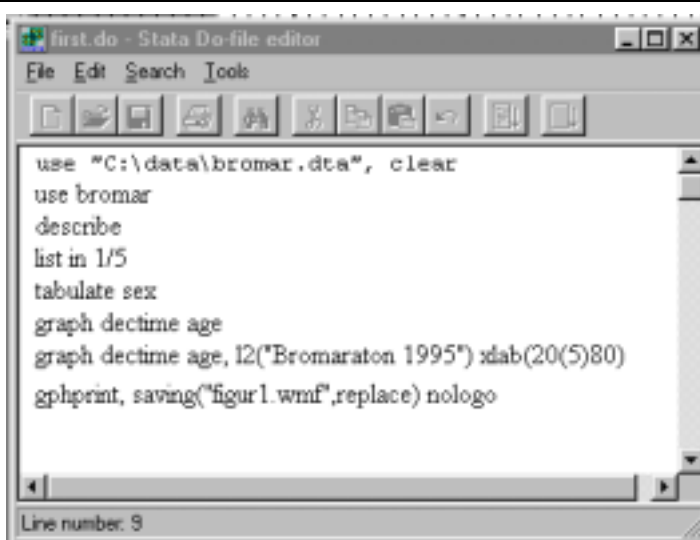 first.do - Stata Do-file editor
File Edit Search Tools
use "C:\data\bromar.dta", clear
use bromar
describe
list in 1/5
tabulate sex
graph dectime age
graph dectime age, l2("Bromaraton 1995") xlab(20(5)80)
gphprint, saving("figur1.wmf",replace) nologo
Line number: 9